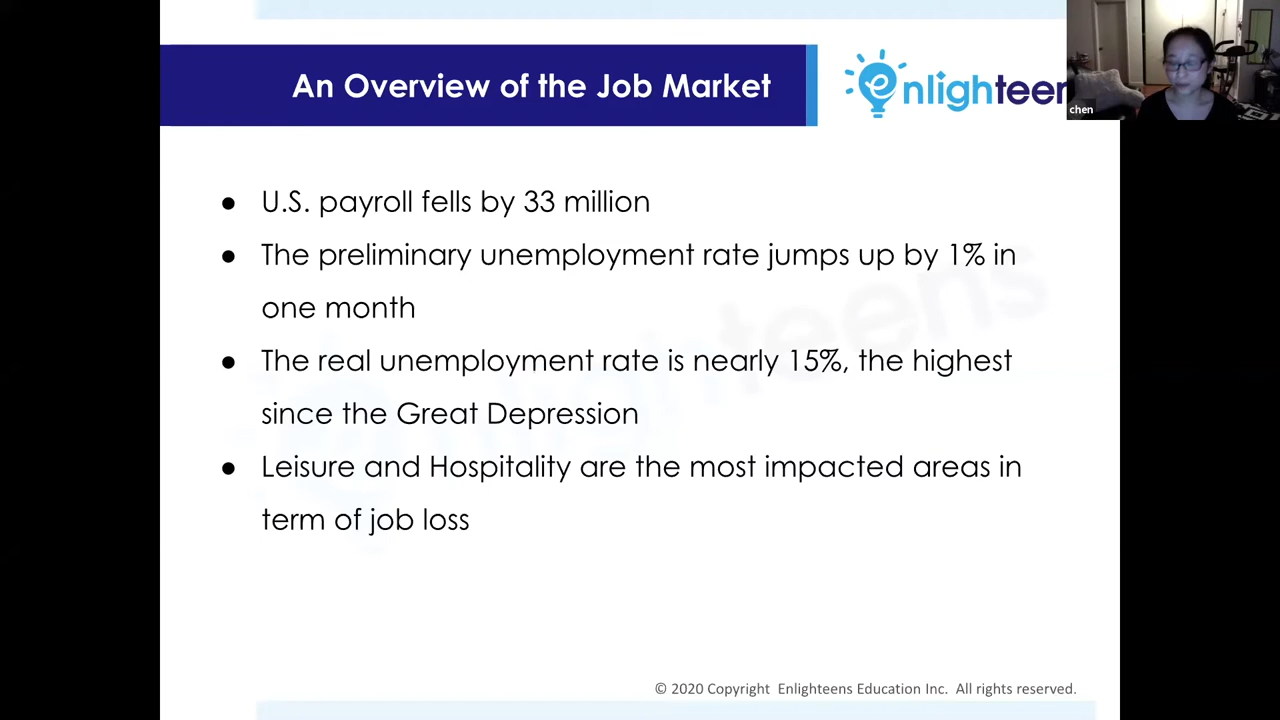 An Overview of the Job Market
enlighteen
chen
● U.S. payroll fells by 33 million
● The preliminary unemployment rate jumps up by 1% in
one month
● The real unemployment rate is nearly 15%, the highest
since the Great Depression
● Leisure and Hospitality are the most impacted areas in
term of job loss
enlighteens
© 2020 Copyright Enlighteens Education Inc. All rights reserved.